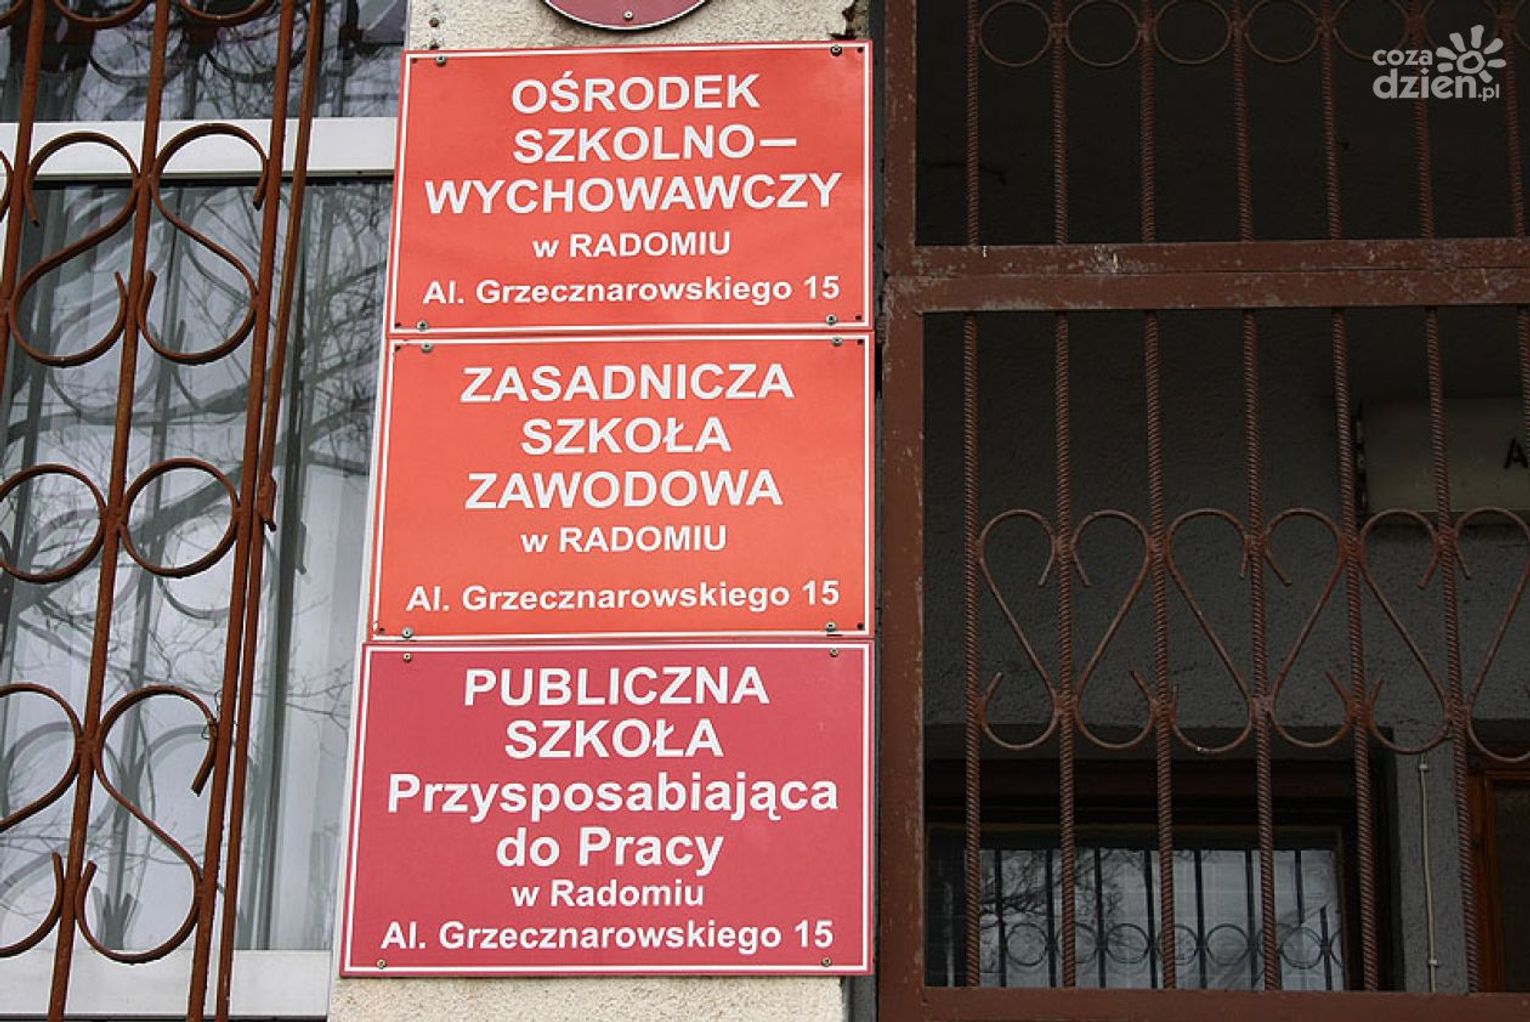 coza
dzien.pl
OŚRODEK
SZKOLNO–
WYCHOWAWCZY
w RADOMIU
Al. Grzecznarowskiego 15
ZASADNICZA
SZKOŁA
ZAWODOWA
w RADOMIU
Al. Grzecznarowskiego 15
PUBLICZNA
SZKOŁA
Przysposabiająca
do Pracy
w Radomiu
Al. Grzecznarowskiego 15